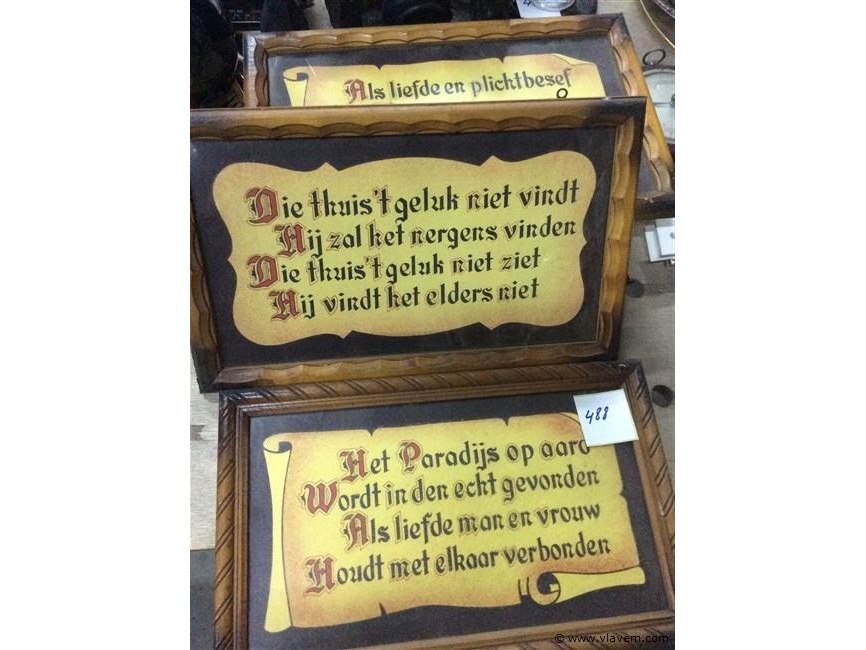 Als liefde en plichtbesef
Die thuis 't geluk niet vindt
Hij zal het nergens vinden
Die thuis 't geluk niet ziet
Hij vindt het elders niet
488
Het Paradijs op aard
Wordt in den echt gevonden
Als liefde man en vrouw
Houdt met elkaar verbonden
© www.vlavem.com